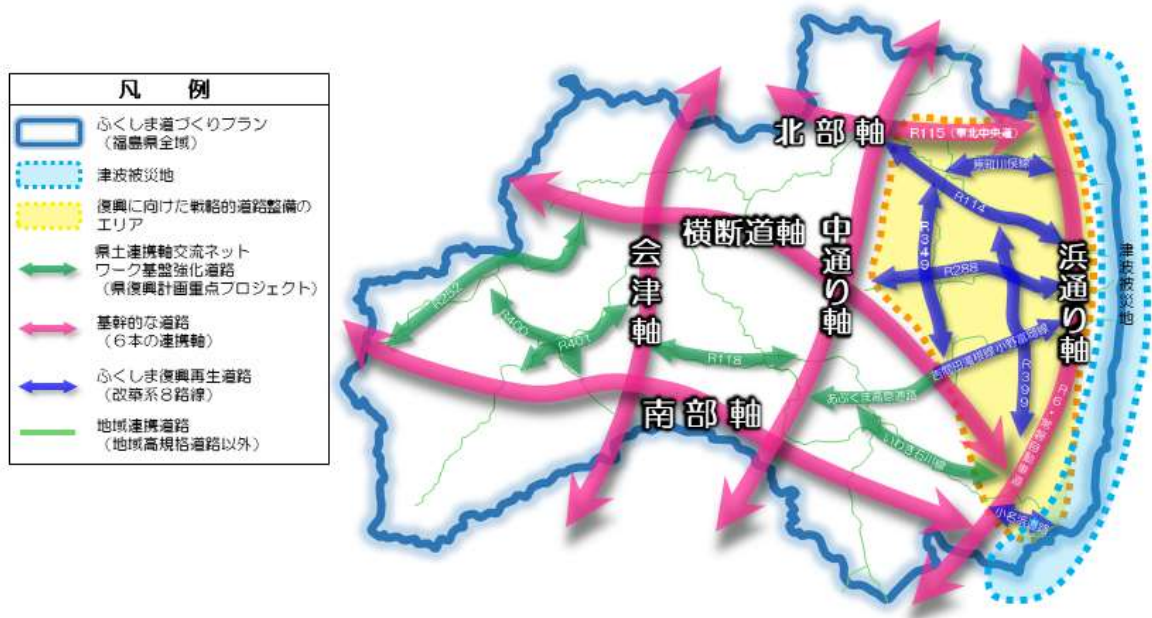 凡 例
ふくしま道づくりプラン
（福島県全域）
津波被災地
復興に向けた戦略的道路整備の
エリア
県土連携軸交流ネット
ワーク基盤強化道路
（県復興計画重点プロジェクト）
基幹的な道路
（６本の連携軸）
ふくしま復興再生道路
（改築系８路線）
地域連携道路
（地域高規格道路以外）
北部軸
R115（東北中央道）
原町川俣線
R114
R349
R288
横断道軸
中通り軸
会津軸
浜通り軸
津波被災地
R252
R400
R401
R118
吉間田滝根線
小野富岡線
R399
あぶくま高原道路
R6・常磐自動車道
南部軸
いわき石川線
小名浜道路